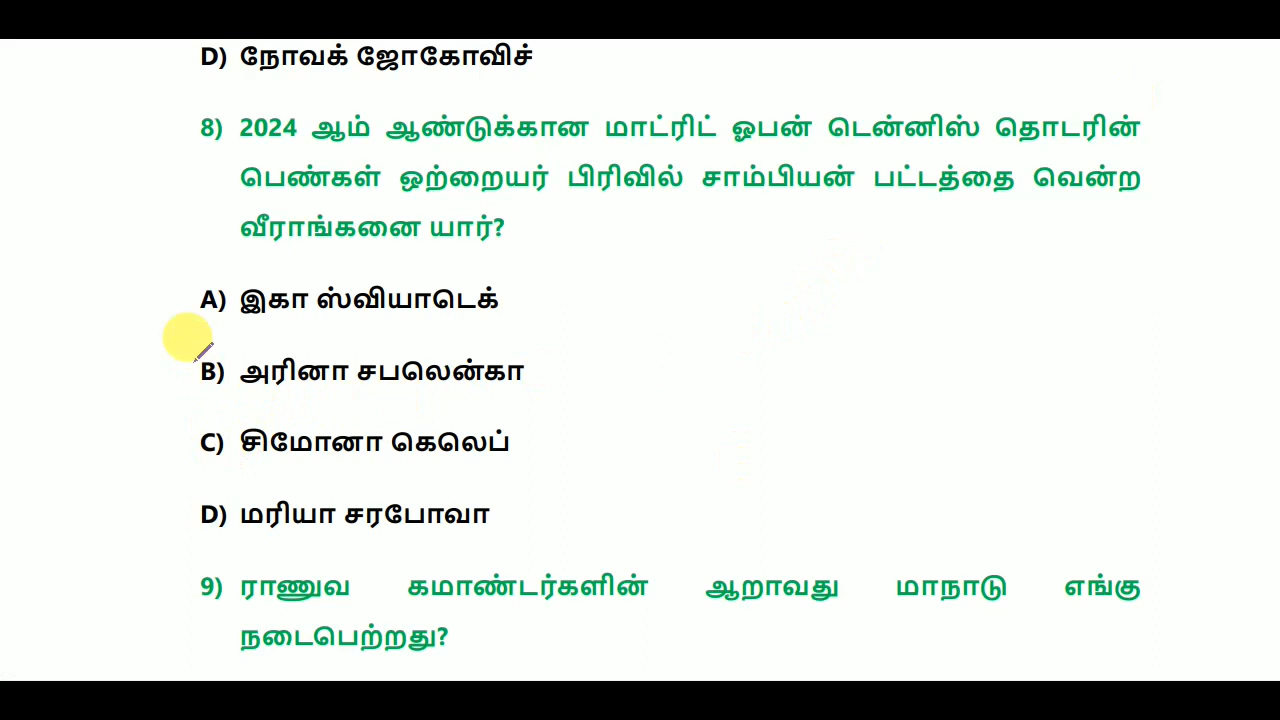 D) நோவக் ஜோகோவிச்
8) 2024 ஆம் ஆண்டுக்கான மாட்ரிட் ஓபன் டென்னிஸ் தொடரின்
பெண்கள் ஒற்றையர் பிரிவில் சாம்பியன் பட்டத்தை வென்ற
வீராங்கனை யார்?
A) இகா ஸ்வியாடெக்
B) அரினா சபலென்கா
C) சிமோனா கெலெப்
D) மரியா சரபோவா
9) ராணுவ கமாண்டர்களின் ஆறாவது மாநாடு எங்கு
நடைபெற்றது?